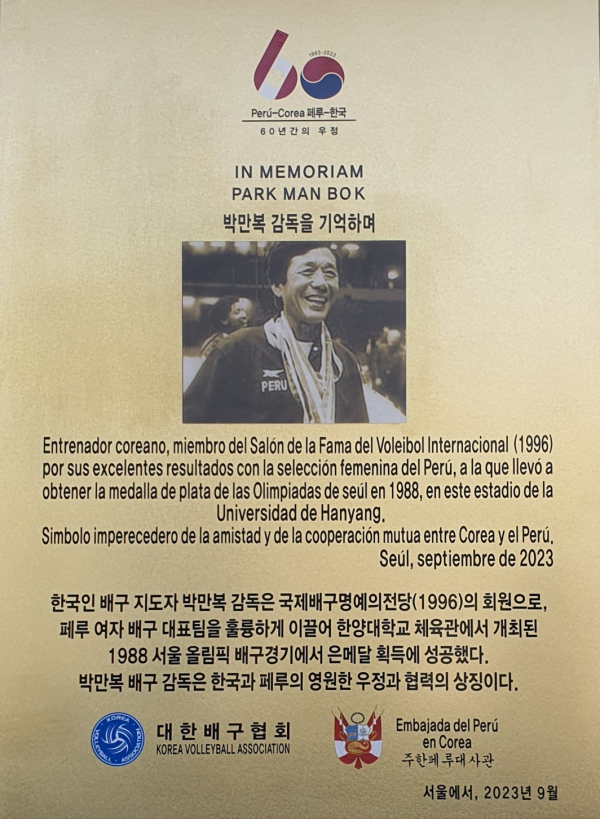 60
1963-2023
Perú-Corea 페루-한국
60년간의 우정
IN MEMORIAM
PARK MAN BOK
박만복 감독을 기억하며
PERU
Entrenador coreano, miembro del Salón de la Fama del Voleibol Internacional (1996)
por sus excelentes resultados con la selección femenina del Perú, a la que llevó a
obtener la medalla de plata de las Olimpiadas de seúl en 1988, en este estadio de la
Universidad de Hanyang.
Simbolo imperecedero de la amistad y de la cooperación mutua entre Corea y el Perú.
Seúl, septiembre de 2023
한국인 배구 지도자 박만복 감독은 국제배구명예의전당(1996)의 회원으로,
페루 여자 배구 대표팀을 훌륭하게 이끌어 한양대학교 체육관에서 개최된
1988 서울 올림픽 배구경기에서 은메달 획득에 성공했다.
박만복 배구 감독은 한국과 페루의 영원한 우정과 협력의 상징이다.
KOREA VOLLEYBALL ASSOCIATION
대한배구협회
KOREA VOLLEYBALL ASSOCIATION
Embajada del Perú
en Corea
주한페루대사관
서울에서, 2023년 9월